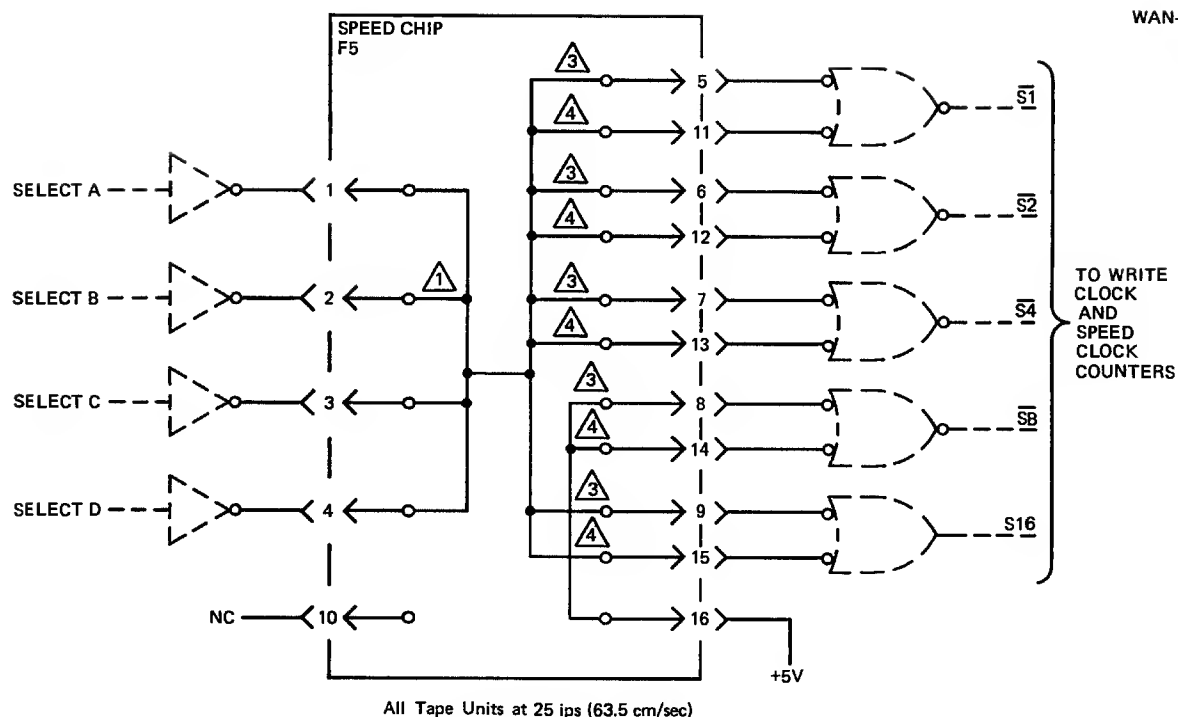 WAN-
SPEED CHIP
F5
3
5
S1
4
11
3
SELECT A
1
6
S2
4
12
1
3
SELECT B
2
7
S4
4
13
TO WRITE
CLOCK
AND
SPEED
CLOCK
COUNTERS
3
SELECT C
3
8
SB
4
14
3
SELECT D
4
9
S16
4
15
NC
10
16
+5V
All Tape Units at 25 ips (63.5 cm/sec)